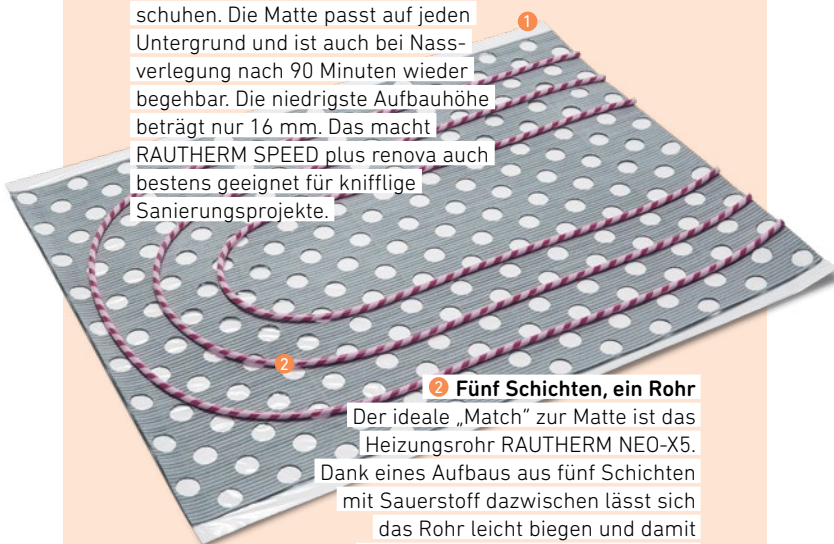 schuhen. Die Matte passt auf jeden
Untergrund und ist auch bei Nass-
verlegung nach 90 Minuten wieder
begehbar. Die niedrigste Aufbauhöhe
beträgt nur 16 mm. Das macht
RAUTHERM SPEED plus renova auch
bestens geeignet für knifflige
Sanierungsprojekte.
1
2
2 Fünf Schichten, ein Rohr
Der ideale „Match“ zur Matte ist das
Heizungsrohr RAUTHERM NEO-X5.
Dank eines Aufbaus aus fünf Schichten
mit Sauerstoff dazwischen lässt sich
das Rohr leicht biegen und damit